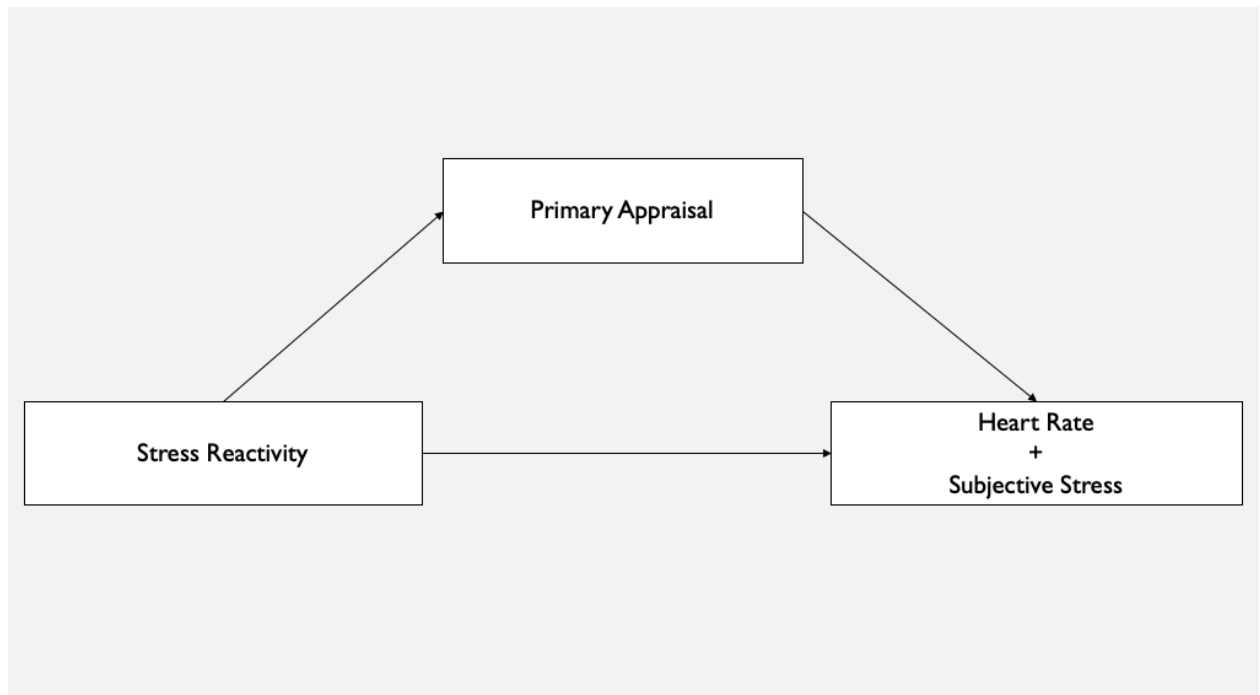 Primary Appraisal
Stress Reactivity
Heart Rate
+
Subjective Stress